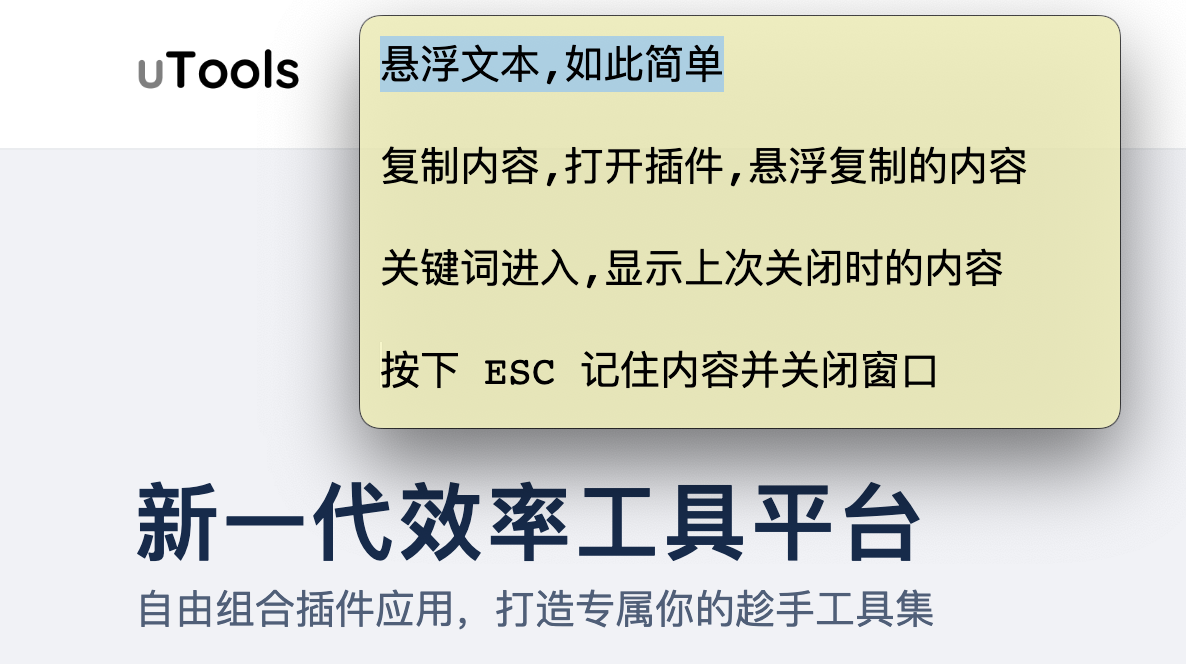 uTools
悬浮文本,如此简单
复制内容,打开插件,悬浮复制的内容
关键词进入,显示上次关闭时的内容
按下 ESC 记住内容并关闭窗口
新一代效率工具平台
自由组合插件应用，打造专属你的趁手工具集